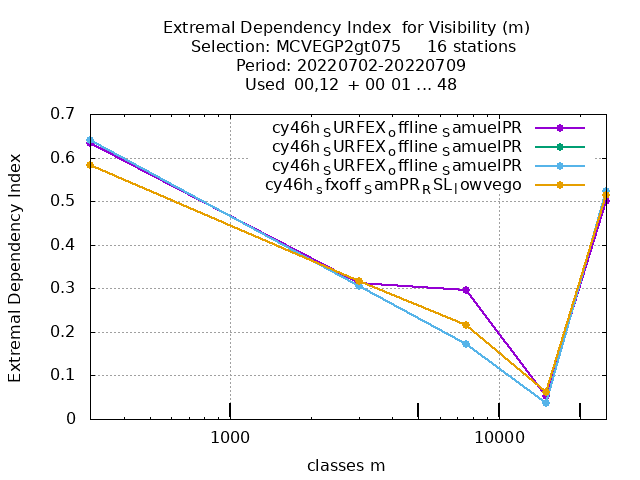 Extremal Dependency Index  for Visibility (m)
Selection: MCVEGP2gt075     16 stations
Period: 20220702-20220709
Used  00,12  + 00 01 ... 48
cy46h_SURFEX_offline_SamuelPR
cy46h_SURFEX_offline_SamuelPR
cy46h_SURFEX_offline_SamuelPR
cy46h_sfxoff_SamPR_RSL_lowvego
Extremal Dependency Index
0.7
0.6
0.5
0.4
0.3
0.2
0.1
0
1000 10000
classes m